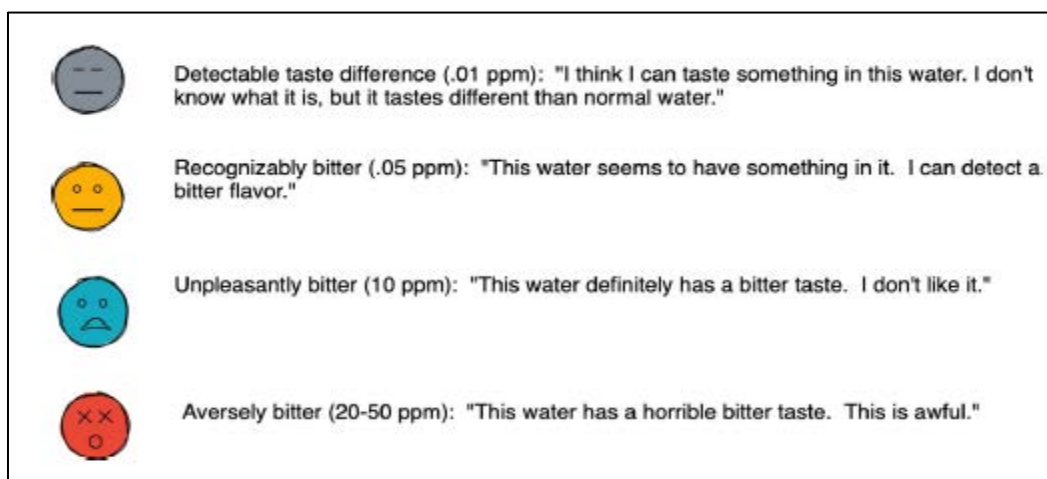 Detectable taste difference (.01 ppm): "I think I can taste something in this water. I don't
know what it is, but it tastes different than normal water."
Recognizably bitter (.05 ppm): "This water seems to have something in it. I can detect a
bitter flavor."
Unpleasantly bitter (10 ppm): "This water definitely has a bitter taste. I don't like it."
Aversely bitter (20-50 ppm): "This water has a horrible bitter taste. This is awful."